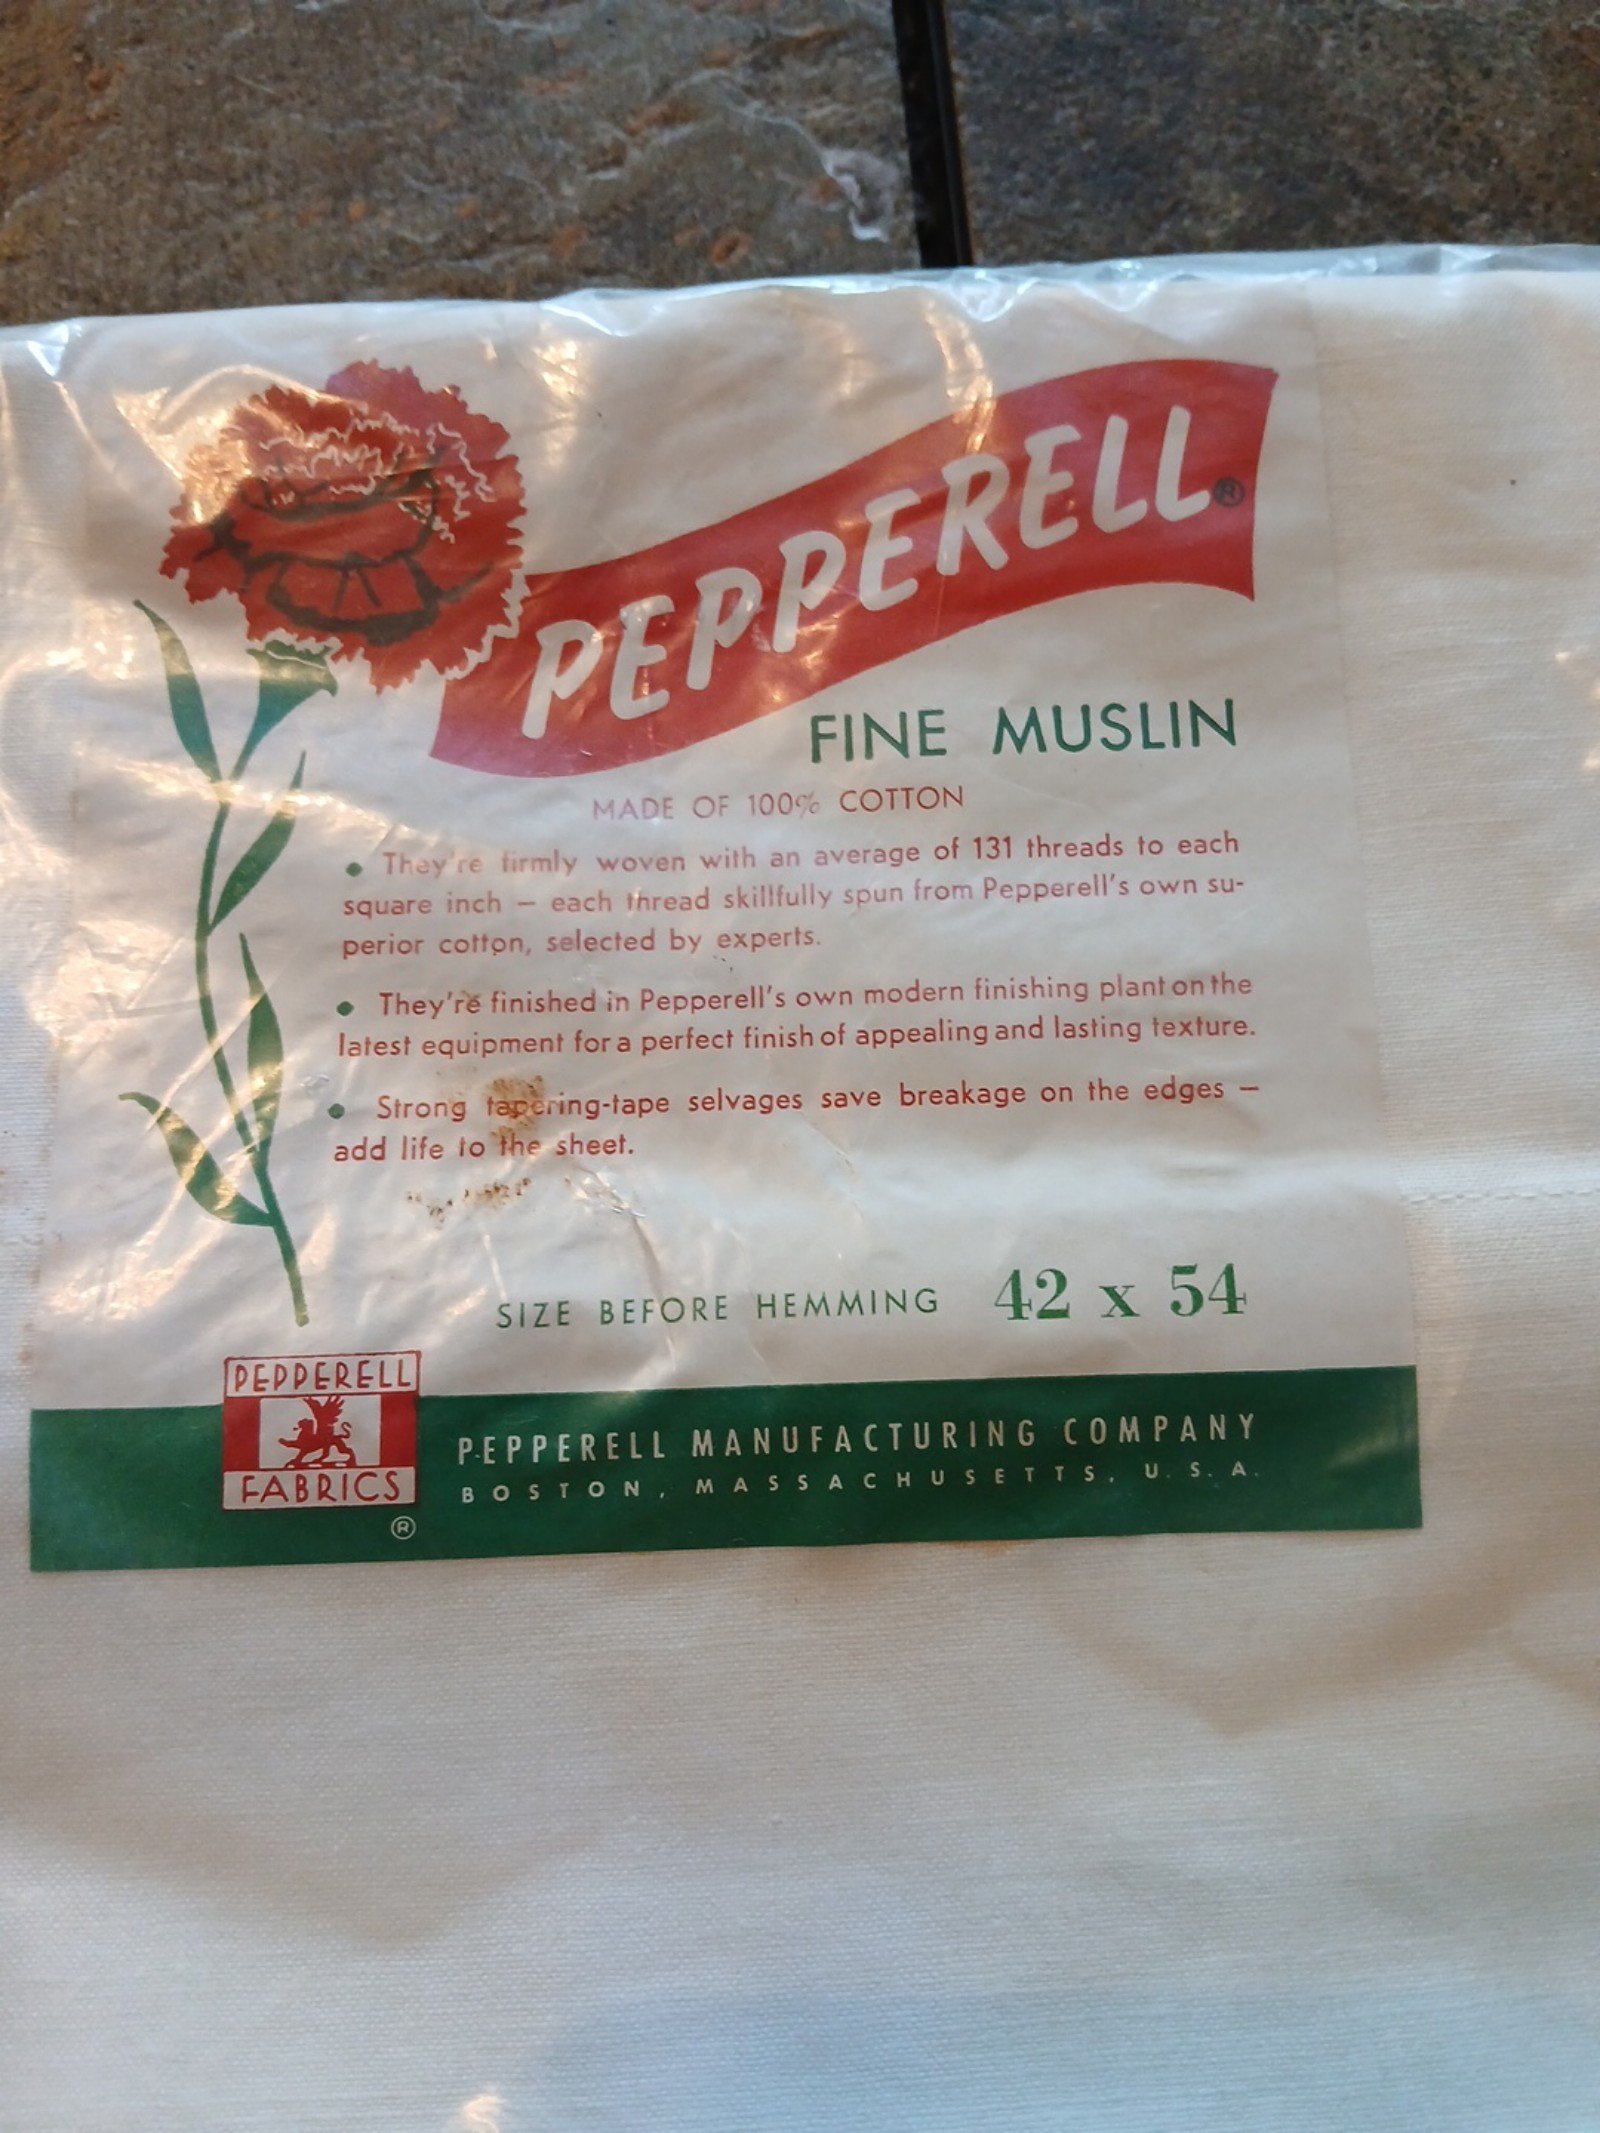 PEPPERELL®
FINE MUSLIN
MADE OF 100% COTTON
• They're firmly woven with an average of 131 threads to each
square inch — each thread skillfully spun from Pepperell's own su-
perior cotton, selected by experts.
• They're finished in Pepperell's own modern finishing plant on the
latest equipment for a perfect finish of appealing and lasting texture.
• Strong tapering-tape selvages save breakage on the edges —
add life to the sheet.
SIZE BEFORE HEMMING 42 x 54
PEPPERELL
FABRICS
®
PEPPERELL MANUFACTURING COMPANY
BOSTON, MASSACHUSETTS, U.S.A.